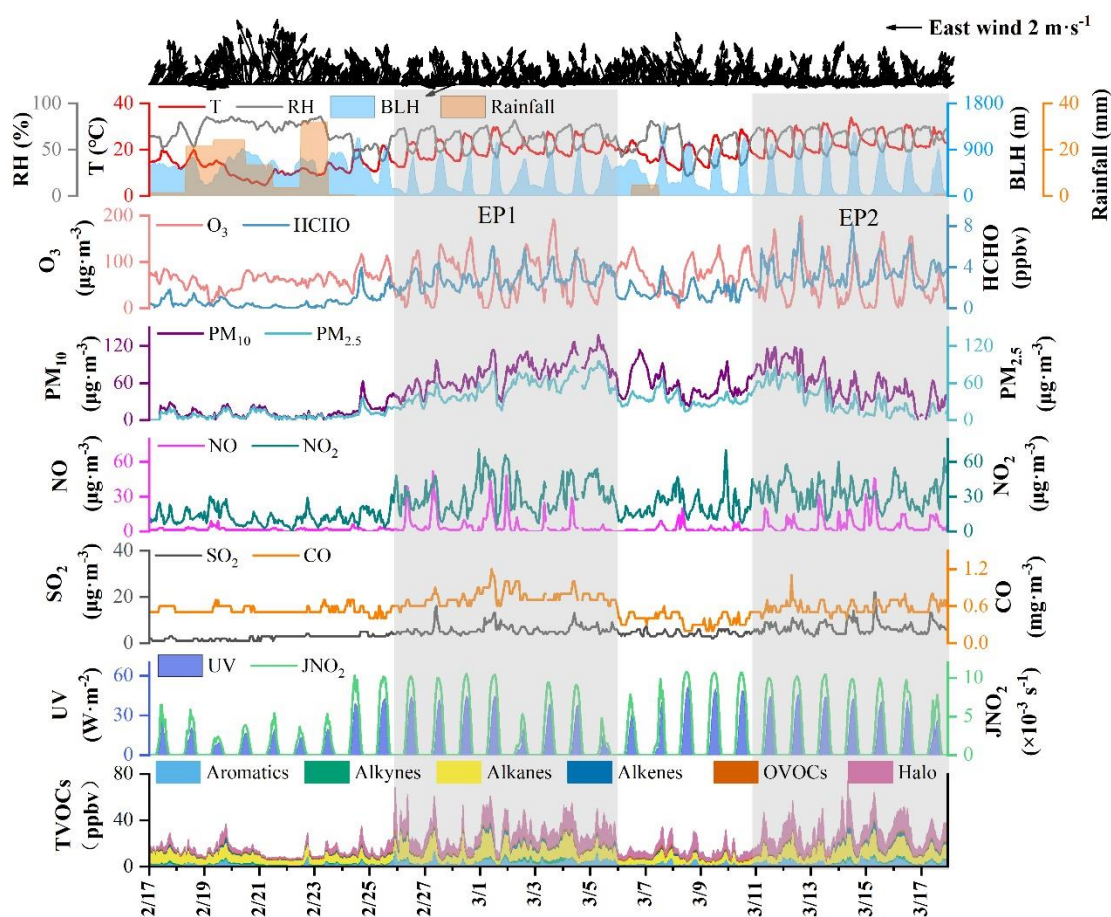 East wind 2 m·s⁻¹
RH (%)
100
50
0
T (°C)
40
20
0
T
RH
BLH
Rainfall
1800
900
0
BLH (m)
40
20
0
Rainfall (mm)
EP1
EP2
O₃
(μg·m⁻³)
200
100
0
O₃
HCHO
8
4
0
HCHO
(ppbv)
PM₁₀
(μg·m⁻³)
120
60
0
PM₁₀
PM₂.₅
120
60
0
PM₂.₅
(μg·m⁻³)
NO
(μg·m⁻³)
60
30
0
NO
NO₂
60
30
0
NO₂
(μg·m⁻³)
SO₂
(μg·m⁻³)
40
20
0
SO₂
CO
1.2
0.6
0.0
CO
(mg·m⁻³)
UV
(W·m⁻²)
60
30
0
UV
JNO₂
10
5
0
JNO₂
(×10⁻³ s⁻¹)
TVOCs
(ppbv)
80
40
0
Aromatics
Alkynes
Alkanes
Alkenes
OVOCs
Halo
2/17
2/19
2/21
2/23
2/25
2/27
3/1
3/3
3/5
3/7
3/9
3/11
3/13
3/15
3/17